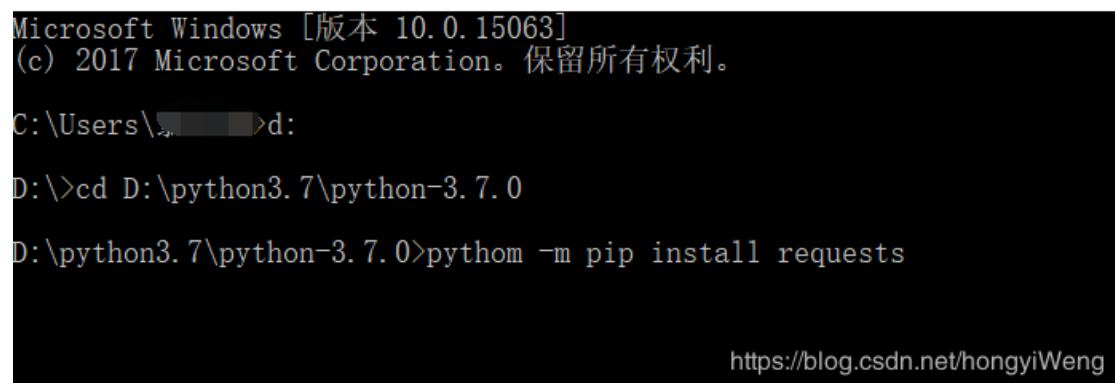 Microsoft Windows [版本 10.0.15063]
(c) 2017 Microsoft Corporation。保留所有权利。
C:\Users\ >d:
D:\>cd D:\python3.7\python-3.7.0
D:\python3.7\python-3.7.0>pythom -m pip install requests
https://blog.csdn.net/hongyiWeng